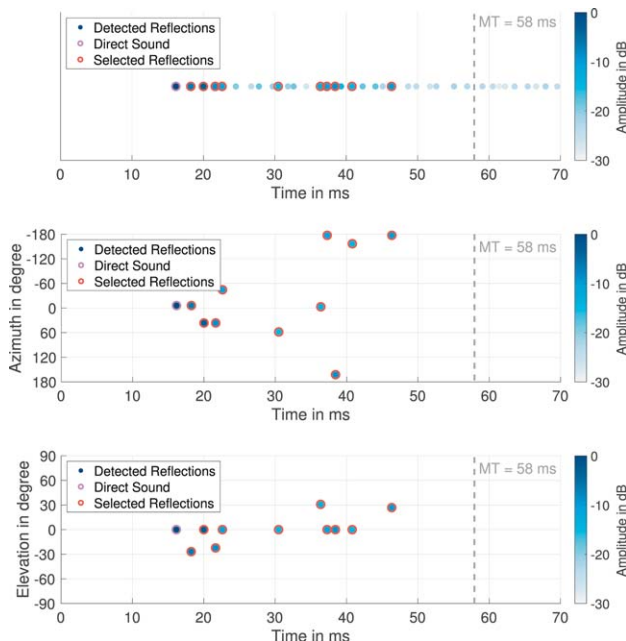 Detected Reflections
Direct Sound
Selected Reflections
MT = 58 ms
0
-10
-20
-30
Amplitude in dB
0 10 20 30 40 50 60 70
Time in ms
Azimuth in degree
-180
-120
-60
0
60
120
180
Detected Reflections
Direct Sound
Selected Reflections
MT = 58 ms
0
-10
-20
-30
Amplitude in dB
0 10 20 30 40 50 60 70
Time in ms
Elevation in degree
90
60
30
0
-30
-60
-90
Detected Reflections
Direct Sound
Selected Reflections
MT = 58 ms
0
-10
-20
-30
Amplitude in dB
0 10 20 30 40 50 60 70
Time in ms